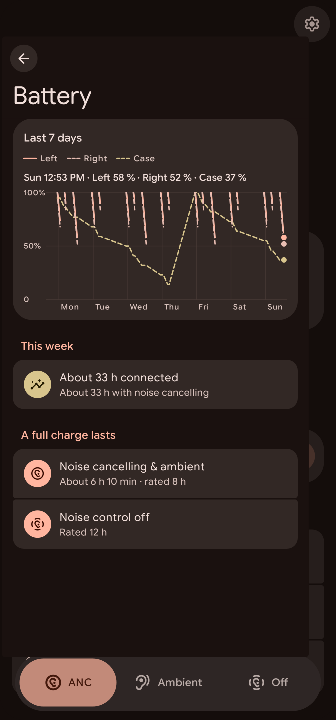 Battery
Last 7 days
Left Right Case
Sun 12:53 PM · Left 58 % · Right 52 % · Case 37 %
100%
50%
0
Mon Tue Wed Thu Fri Sat Sun
This week
About 33 h connected
About 33 h with noise cancelling
A full charge lasts
Noise cancelling & ambient
About 6 h 10 min · rated 8 h
Noise control off
Rated 12 h
ANC Ambient Off